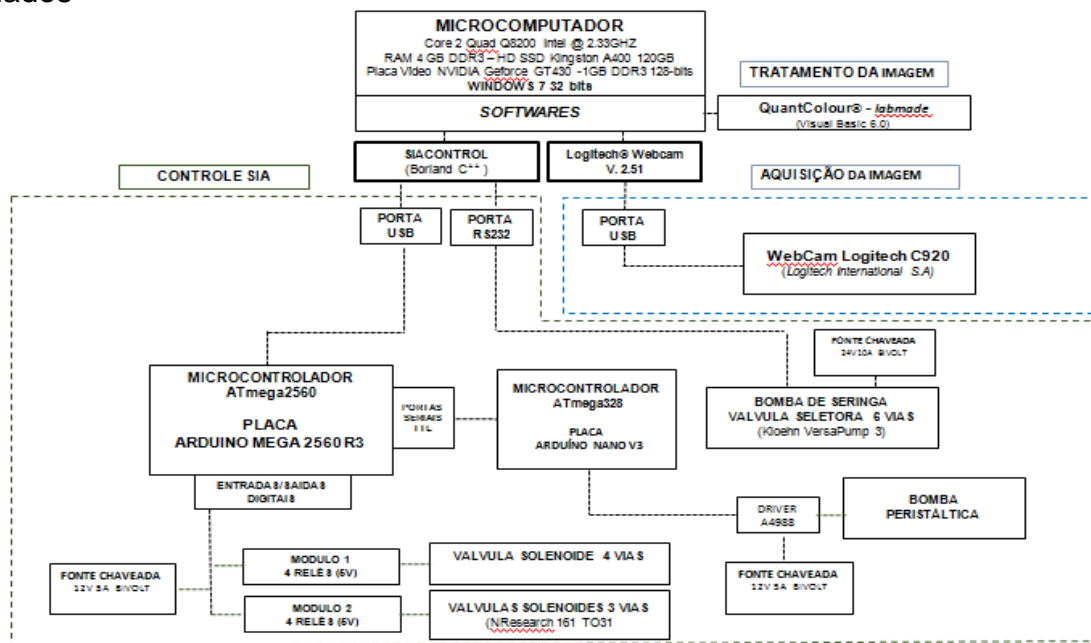 MICROCOMPUTADOR
Core 2 Quad Q8200 Intel @ 2.33GHZ
RAM 4 GB DDR3 – HD SSD Kingston A400 120GB
Placa Video NVIDIA Geforce GT430 -1GB DDR3 128-bits
WINDOWS 7 32 bits
SOFTWARES
TRATAMENTO DA IMAGEM
QuantColour® - labmade
(Visual Basic 6.0)
CONTROLE SIA
SIACONTROL
(Borland C++ )
Logitech® Webcam
V. 2.51
AQUISIÇÃO DA IMAGEM
PORTA
USB
PORTA
RS232
PORTA
USB
WebCam Logitech C920
(Logitech International S.A)
FONTE CHAVEADA
24V10A BIVOLT
MICROCONTROLADOR
ATmega2560
PLACA
ARDUINO MEGA 2560 R3
PORTAS
SERIAIS
TTL
MICROCONTROLADOR
ATmega328
PLACA
ARDUÍNO NANO V3
BOMBA DE SERINGA
VALVULA SELETORA 6 VIAS
(Kloehn VersaPump 3)
ENTRADAS/SAIDAS
DIGITAIS
DRIVER
A4988
BOMBA
PERISTÁLTICA
FONTE CHAVEADA
12V 5A BIVOLT
MODULO 1
4 RELÉS (5V)
VALVULA SOLENOIDE 4 VIAS
FONTE CHAVEADA
12V 5A BIVOLT
MODULO 2
4 RELÉS (5V)
VALVULAS SOLENOIDES 3 VIAS
(NResearch 161 TO31